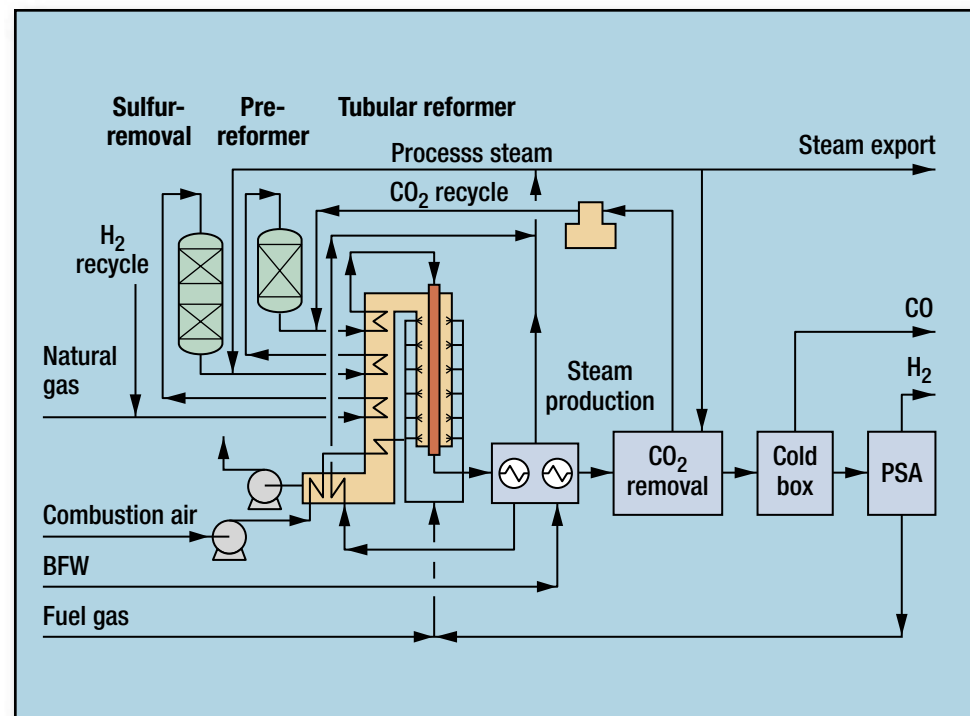 Sulfur-
removal
Pre-
reformer
Tubular reformer
Processs steam
Steam export
CO2 recycle
H2
recycle
CO
H2
Natural
gas
Steam
production
CO2
removal
Cold
box
PSA
Combustion air
BFW
Fuel gas